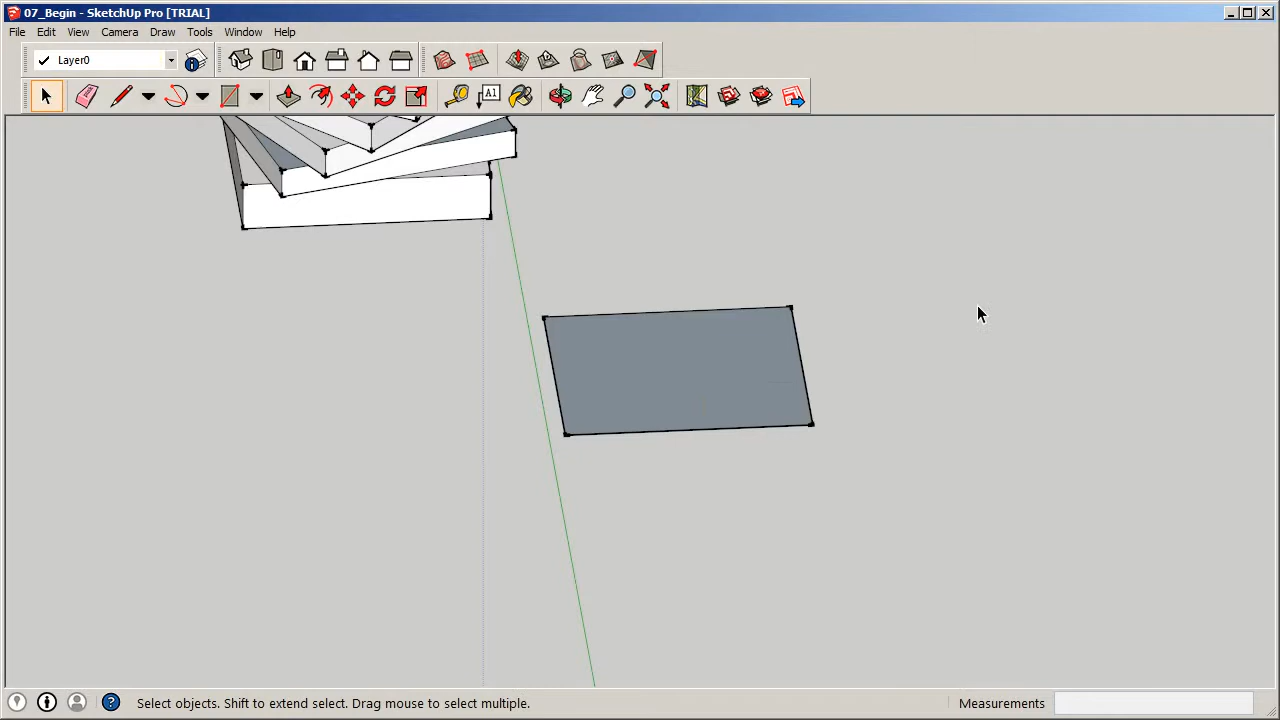 07_Begin - SketchUp Pro [TRIAL]
File Edit View Camera Draw Tools Window Help
Layer0
A1
Select objects. Shift to extend select. Drag mouse to select multiple. Measurements